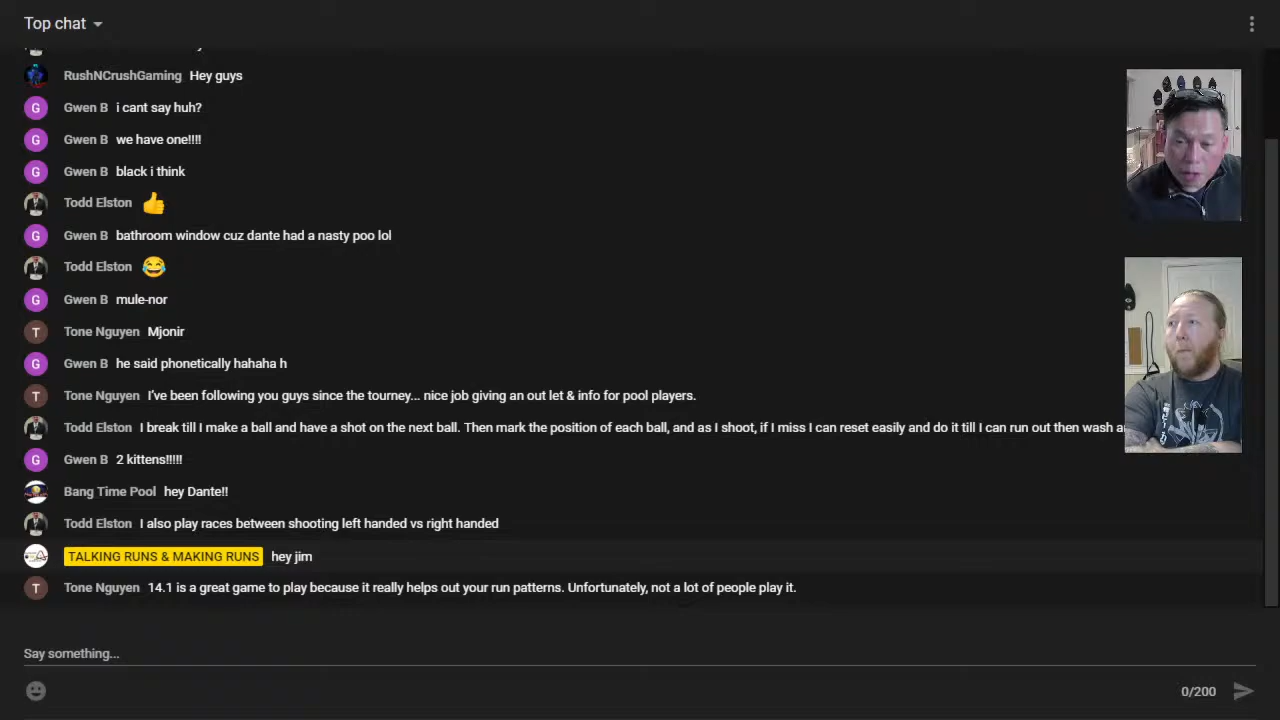 Top chat
RushNCrushGaming Hey guys
G Gwen B i cant say huh?
G Gwen B we have one!!!!
G Gwen B black i think
Todd Elston 👍
G Gwen B bathroom window cuz dante had a nasty poo lol
Todd Elston 😂
G Gwen B mule-nor
T Tone Nguyen Mjonir
G Gwen B he said phonetically hahaha h
T Tone Nguyen I've been following you guys since the tourney... nice job giving an out let & info for pool players.
Todd Elston I break till I make a ball and have a shot on the next ball. Then mark the position of each ball, and as I shoot, if I miss I can reset easily and do it till I can run out then wash
G Gwen B 2 kittens!!!!!
Bang Time Pool hey Dante!!
Todd Elston I also play races between shooting left handed vs right handed
TALKING RUNS & MAKING RUNS hey jim
T Tone Nguyen 14.1 is a great game to play because it really helps out your run patterns. Unfortunately, not a lot of people play it.
Say something...
0/200